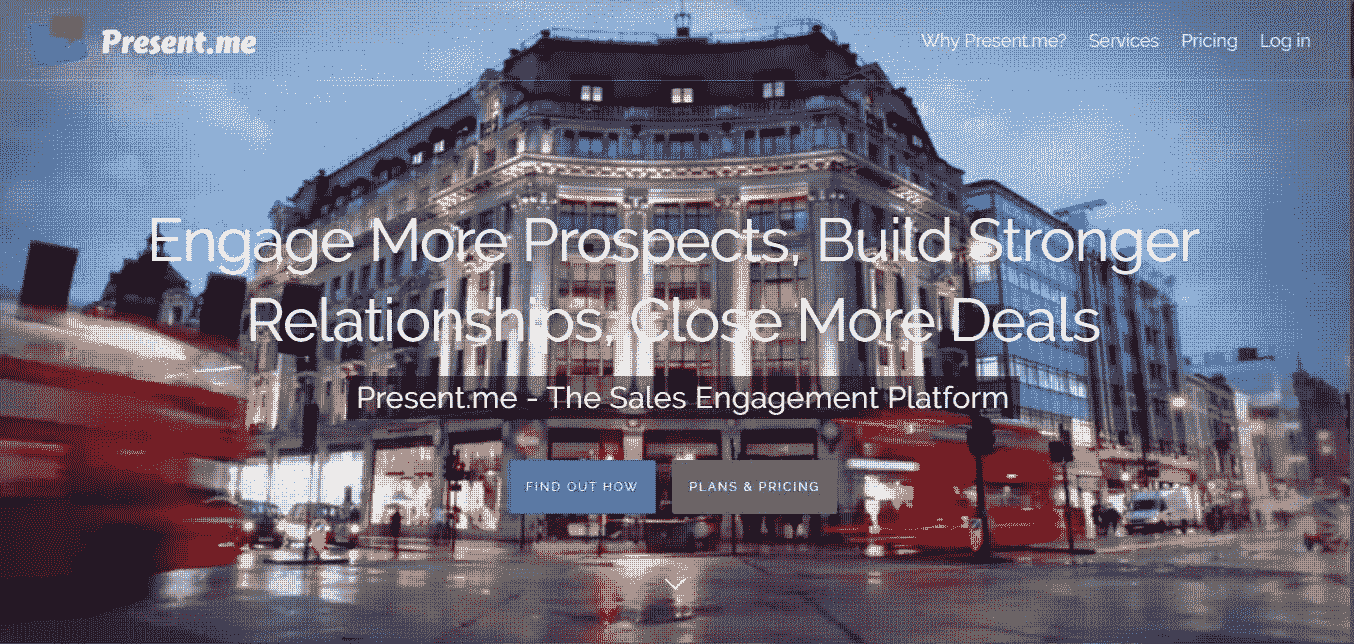 Present.me
Why Present.me? Services Pricing Log in
Engage More Prospects, Build Stronger
Relationships, Close More Deals
Present.me - The Sales Engagement Platform
FIND OUT HOW PLANS & PRICING